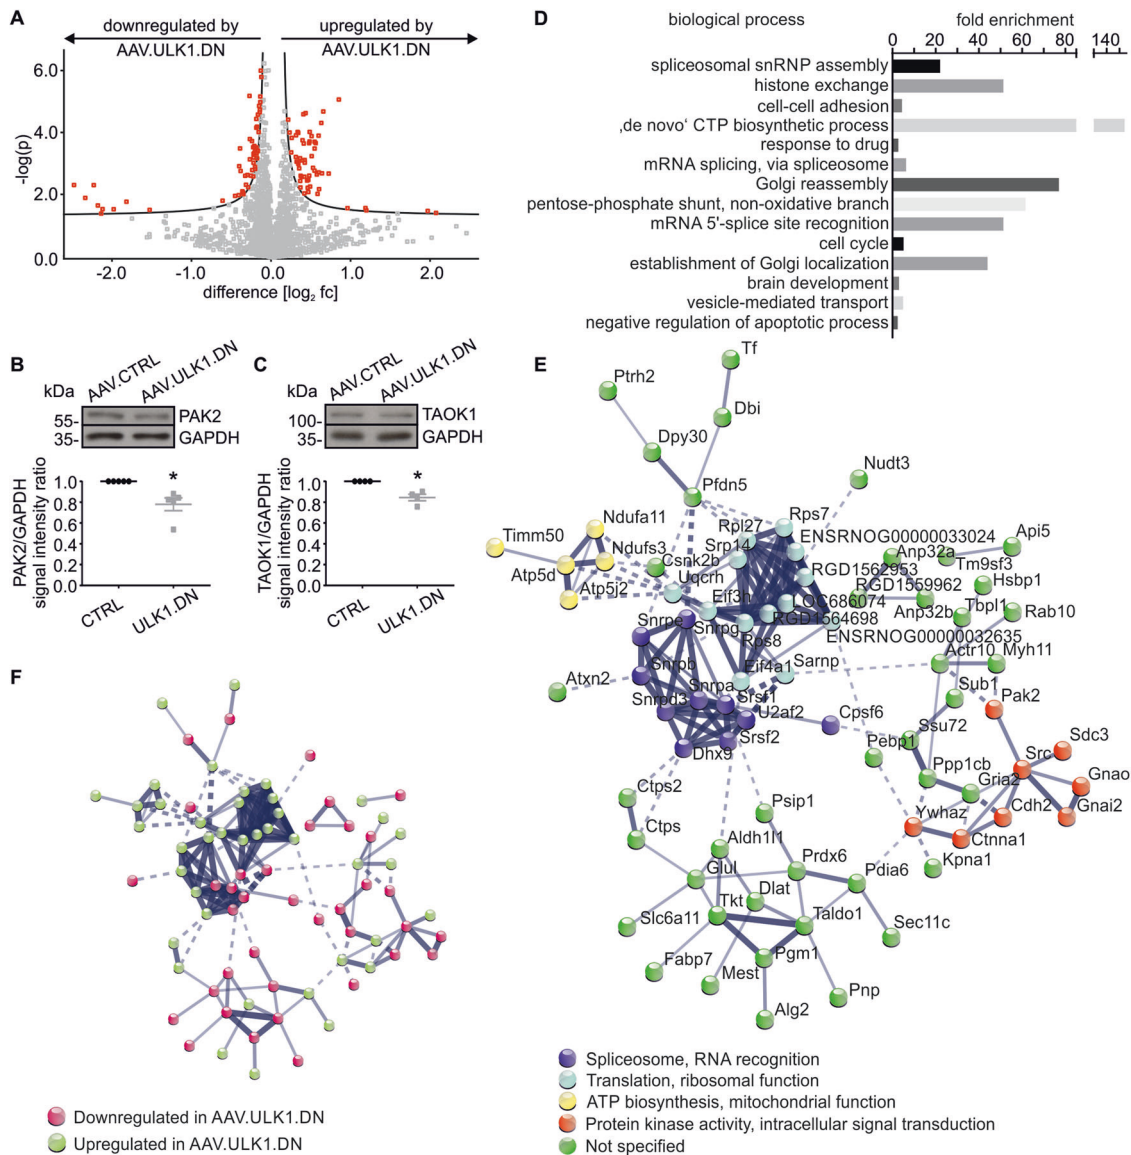 A
downregulated by
AAV.ULK1.DN
upregulated by
AAV.ULK1.DN
6.0
4.0
2.0
0.0
-log(p)
-2.0
-1.0
0.0
1.0
2.0
difference [log₂ fc]
D
biological process
fold enrichment
0
20
40
60
80
140
spliceosomal snRNP assembly
histone exchange
cell-cell adhesion
‚de novo‘ CTP biosynthetic process
response to drug
mRNA splicing, via spliceosome
Golgi reassembly
pentose-phosphate shunt, non-oxidative branch
mRNA 5'-splice site recognition
cell cycle
establishment of Golgi localization
brain development
vesicle-mediated transport
negative regulation of apoptotic process
B
AAV.CTRL
AAV.ULK1.DN
kDa
55-
35-
PAK2
GAPDH
PAK2/GAPDH
signal intensity ratio
1.0
0.8
0.6
0.4
0.2
0
*
CTRL
ULK1.DN
C
AAV.CTRL
AAV.ULK1.DN
kDa
100-
35-
TAOK1
GAPDH
TAOK1/GAPDH
signal intensity ratio
1.0
0.8
0.6
0.4
0.2
0
*
CTRL
ULK1.DN
E
Tf
Ptrh2
Dbi
Dpy30
Pfdn5
Nudt3
Ndufa11
Timm50
Ndufs3
Atp5d
Atp5j2
Csnk2b
Uqcrh
Rpl27
Rps7
Srp14
ENSRNOG00000033024
Api5
Anp32a
Tm9sf3
RGD1562953
RGD1559962
Hsbp1
Eif3h
LOC686074
Anp32b
Tbpl1
Rab10
RGD1564698
Snrpe
Snrpg
Rps8
ENSRNOG00000032635
Actr10
Myh11
Snrpb
Eif4a1
Sarnp
Atxn2
Snrpa
Srsf1
Sub1
Pak2
Snrpd3
U2af2
Cpsf6
Ssu72
Srsf2
Dhx9
Pebp1
Src
Sdc3
Ppp1cb
Gria2
Gnao
Ctps2
Cdh2
Gnai2
Psip1
Ywhaz
Ctps
Aldh1l1
Ctnna1
Glul
Prdx6
Pdia6
Kpna1
Dlat
Tkt
Taldo1
Slc6a11
Sec11c
Pgm1
Fabp7
Mest
Pnp
Alg2
Spliceosome, RNA recognition
Translation, ribosomal function
ATP biosynthesis, mitochondrial function
Protein kinase activity, intracellular signal transduction
Not specified
F
Downregulated in AAV.ULK1.DN
Upregulated in AAV.ULK1.DN